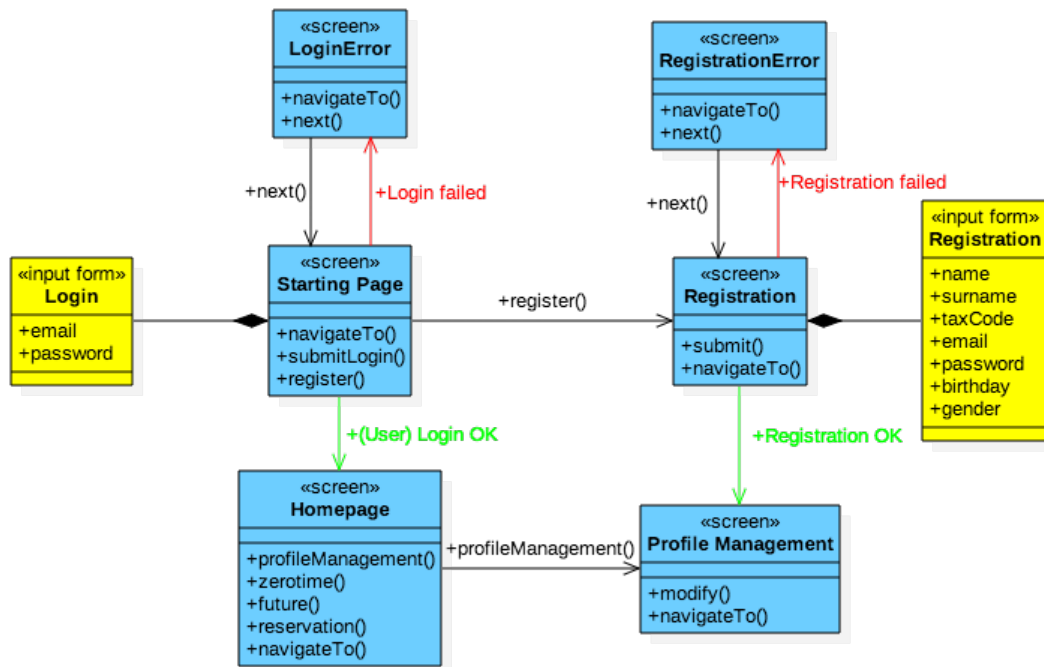 «screen»
LoginError
+navigateTo()
+next()
«screen»
RegistrationError
+navigateTo()
+next()
+next()
+Login failed
+next()
+Registration failed
«input form»
Login
+email
+password
«screen»
Starting Page
+navigateTo()
+submitLogin()
+register()
+register()
«screen»
Registration
+submit()
+navigateTo()
«input form»
Registration
+name
+surname
+taxCode
+email
+password
+birthday
+gender
+(User) Login OK
+Registration OK
«screen»
Homepage
+profileManagement()
+zerotime()
+future()
+reservation()
+navigateTo()
+profileManagement()
«screen»
Profile Management
+modify()
+navigateTo()